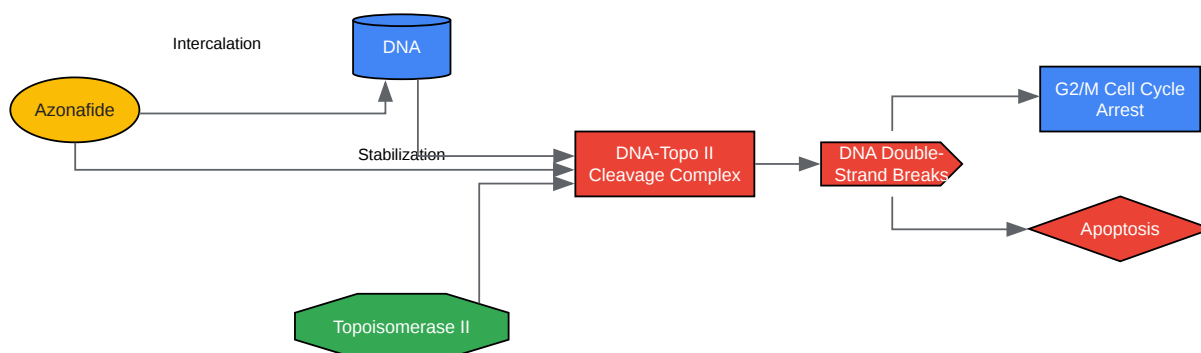 Intercalation
DNA
Azonafide
Stabilization
DNA-Topo II
Cleavage Complex
DNA Double-
Strand Breaks
G2/M Cell Cycle
Arrest
Apoptosis
Topoisomerase II